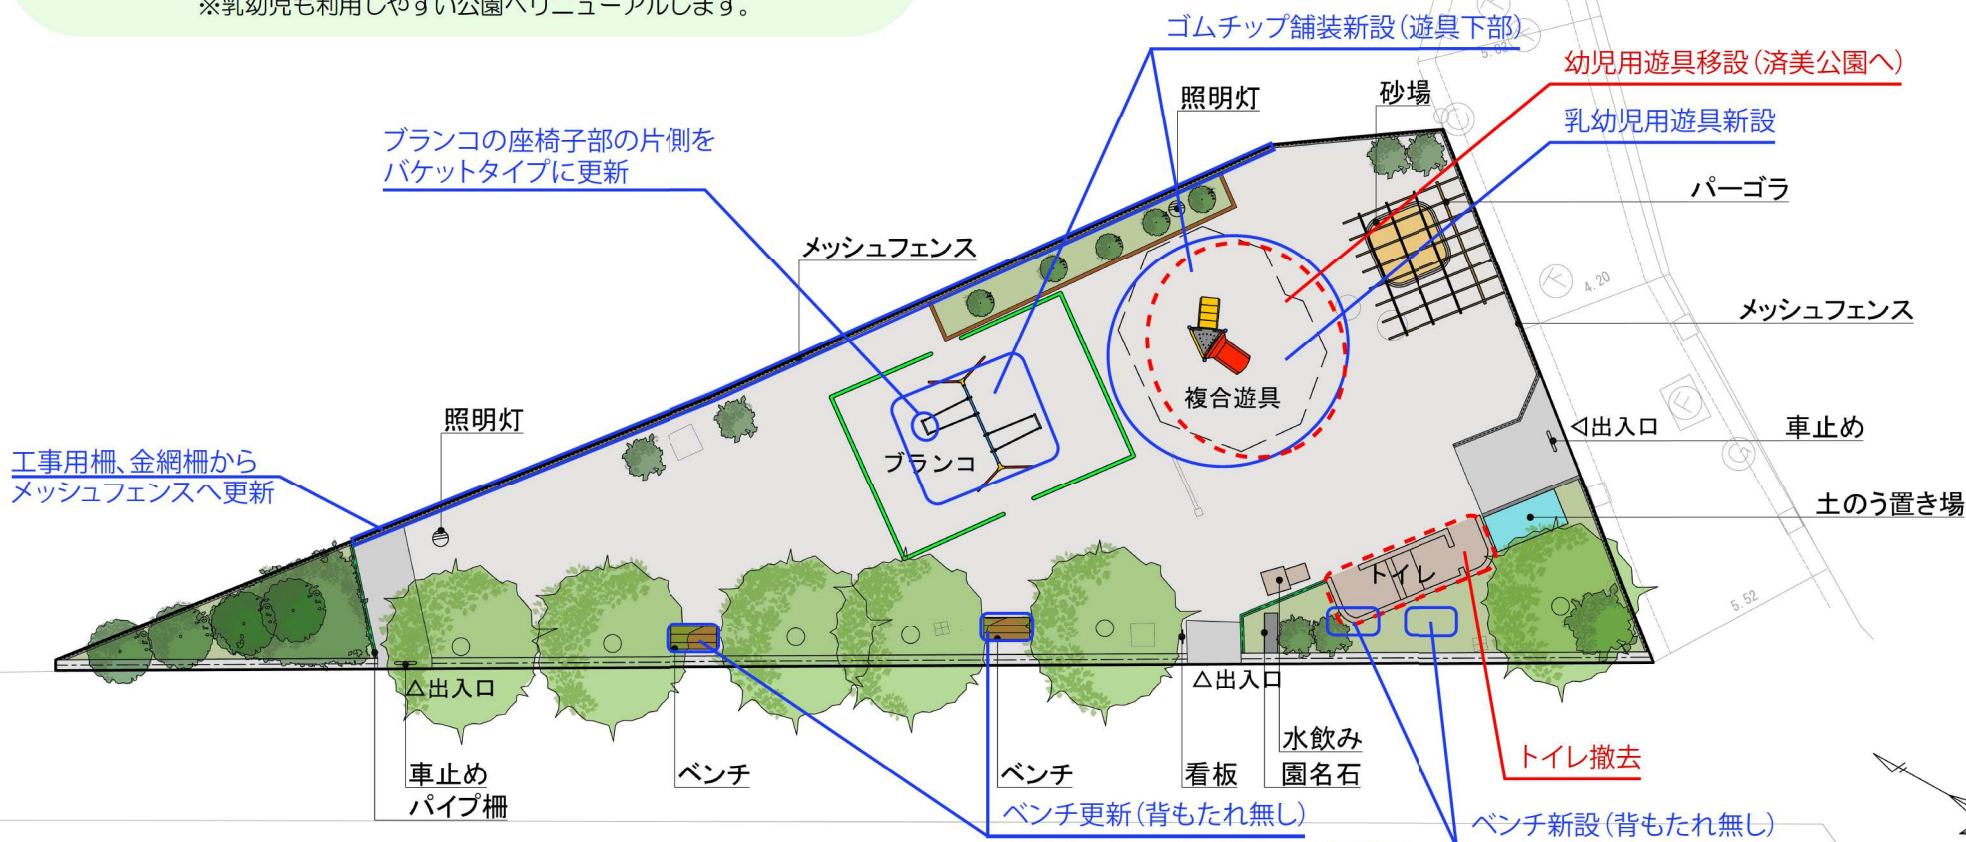 ※乳幼児も利用しやすい公園へリニューアルします。
ゴムチップ舗装新設(遊具下部)
幼児用遊具移設(済美公園へ)
照明灯
砂場
乳幼児用遊具新設
ブランコの座椅子部の片側を
バケットタイプに更新
パーゴラ
メッシュフェンス
4.20
メッシュフェンス
複合遊具
照明灯
◁出入口
車止め
工事用柵、金網柵から
メッシュフェンスへ更新
ブランコ
土のう置き場
トイレ
5.52
△出入口
△出入口
車止め
パイプ柵
ベンチ
ベンチ
看板
水飲み
園名石
トイレ撤去
ベンチ更新(背もたれ無し)
ベンチ新設(背もたれ無し)